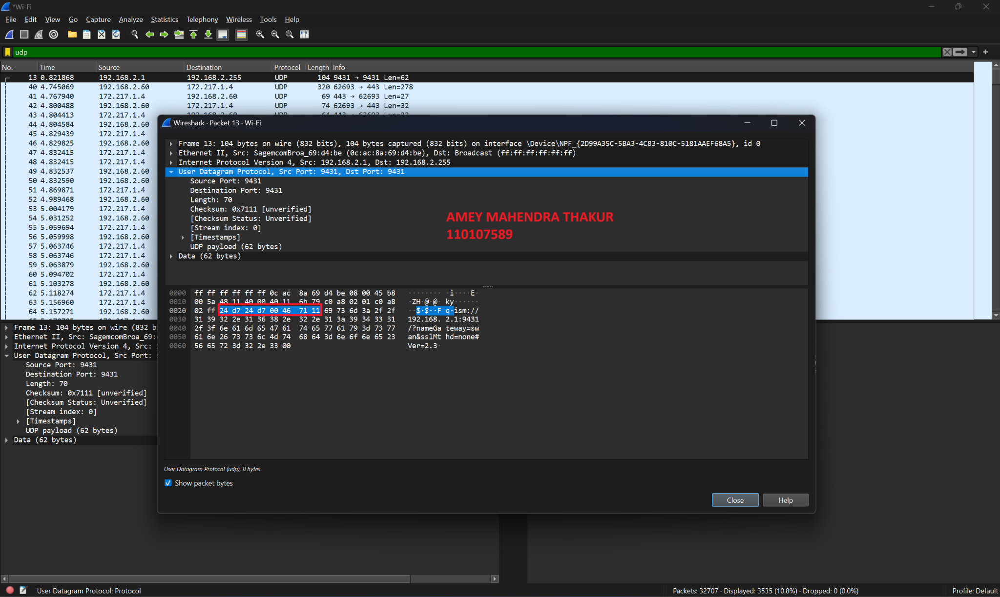 *Wi-Fi
File Edit View Go Capture Analyze Statistics Telephony Wireless Tools Help
udp
No. Time Source Destination Protocol Length Info
13 0.821868 192.168.2.1 192.168.2.255 UDP 104 9431 → 9431 Len=62
40 4.745069 192.168.2.60 172.217.1.4 UDP 320 62693 → 443 Len=278
41 4.767940 172.217.1.4 192.168.2.60 UDP 69 443 → 62693 Len=27
42 4.800488 192.168.2.60 172.217.1.4 UDP 74 62693 → 443 Len=32
43 4.804413 172.217.1.4
44 4.804584 192.168.2.60
45 4.829439 172.217.1.4
46 4.829825 192.168.2.60
47 4.832415 172.217.1.4
48 4.832415 172.217.1.4
49 4.832537 192.168.2.60
50 4.832590 192.168.2.60
51 4.869871 172.217.1.4
52 4.989468 192.168.2.60
53 5.004179 172.217.1.4
54 5.031252 192.168.2.60
55 5.059694 172.217.1.4
56 5.059998 192.168.2.60
57 5.063746 172.217.1.4
58 5.063746 172.217.1.4
59 5.063879 192.168.2.60
60 5.094702 172.217.1.4
61 5.103278 192.168.2.60
62 5.118274 172.217.1.4
63 5.156960 172.217.1.4
64 5.157271 192.168.2.60
Frame 13: 104 bytes on wire (832 b
Ethernet II, Src: SagemcomBroa_69:
Internet Protocol Version 4, Src:
User Datagram Protocol, Src Port:
Source Port: 9431
Destination Port: 9431
Length: 70
Checksum: 0x7111 [unverified]
[Checksum Status: Unverified]
[Stream index: 0]
[Timestamps]
UDP payload (62 bytes)
Data (62 bytes)
Wireshark · Packet 13 · Wi-Fi
Frame 13: 104 bytes on wire (832 bits), 104 bytes captured (832 bits) on interface \Device\NPF_{2D99A35C-5BA3-4C83-810C-5181AAEF68A5}, id 0
Ethernet II, Src: SagemcomBroa_69:d4:be (0c:ac:8a:69:d4:be), Dst: Broadcast (ff:ff:ff:ff:ff:ff)
Internet Protocol Version 4, Src: 192.168.2.1, Dst: 192.168.2.255
User Datagram Protocol, Src Port: 9431, Dst Port: 9431
Source Port: 9431
Destination Port: 9431
Length: 70
Checksum: 0x7111 [unverified]
[Checksum Status: Unverified]
[Stream index: 0]
[Timestamps]
UDP payload (62 bytes)
Data (62 bytes)
AMEY MAHENDRA THAKUR
110107589
0000 ff ff ff ff ff ff 0c ac 8a 69 d4 be 08 00 45 b8 ········ ·i····E·
0010 00 5a 48 11 40 00 40 11 6b 79 c0 a8 02 01 c0 a8 ·ZH·@·@· ky······
0020 02 ff 24 d7 24 d7 00 46 71 11 69 73 6d 3a 2f 2f ··$·$··F q·ism://
0030 31 39 32 2e 31 36 38 2e 32 2e 31 3a 39 34 33 31 192.168. 2.1:9431
0040 2f 3f 6e 61 6d 65 47 61 74 65 77 61 79 3d 73 77 /?nameGa teway=sw
0050 61 6e 26 73 73 6c 4d 74 68 64 3d 6e 6f 6e 65 23 an&sslMt hd=none#
0060 56 65 72 3d 32 2e 33 00 Ver=2.3·
User Datagram Protocol (udp), 8 bytes
Show packet bytes
Close Help
User Datagram Protocol: Protocol
Packets: 32707 · Displayed: 3535 (10.8%) · Dropped: 0 (0.0%)
Profile: Default